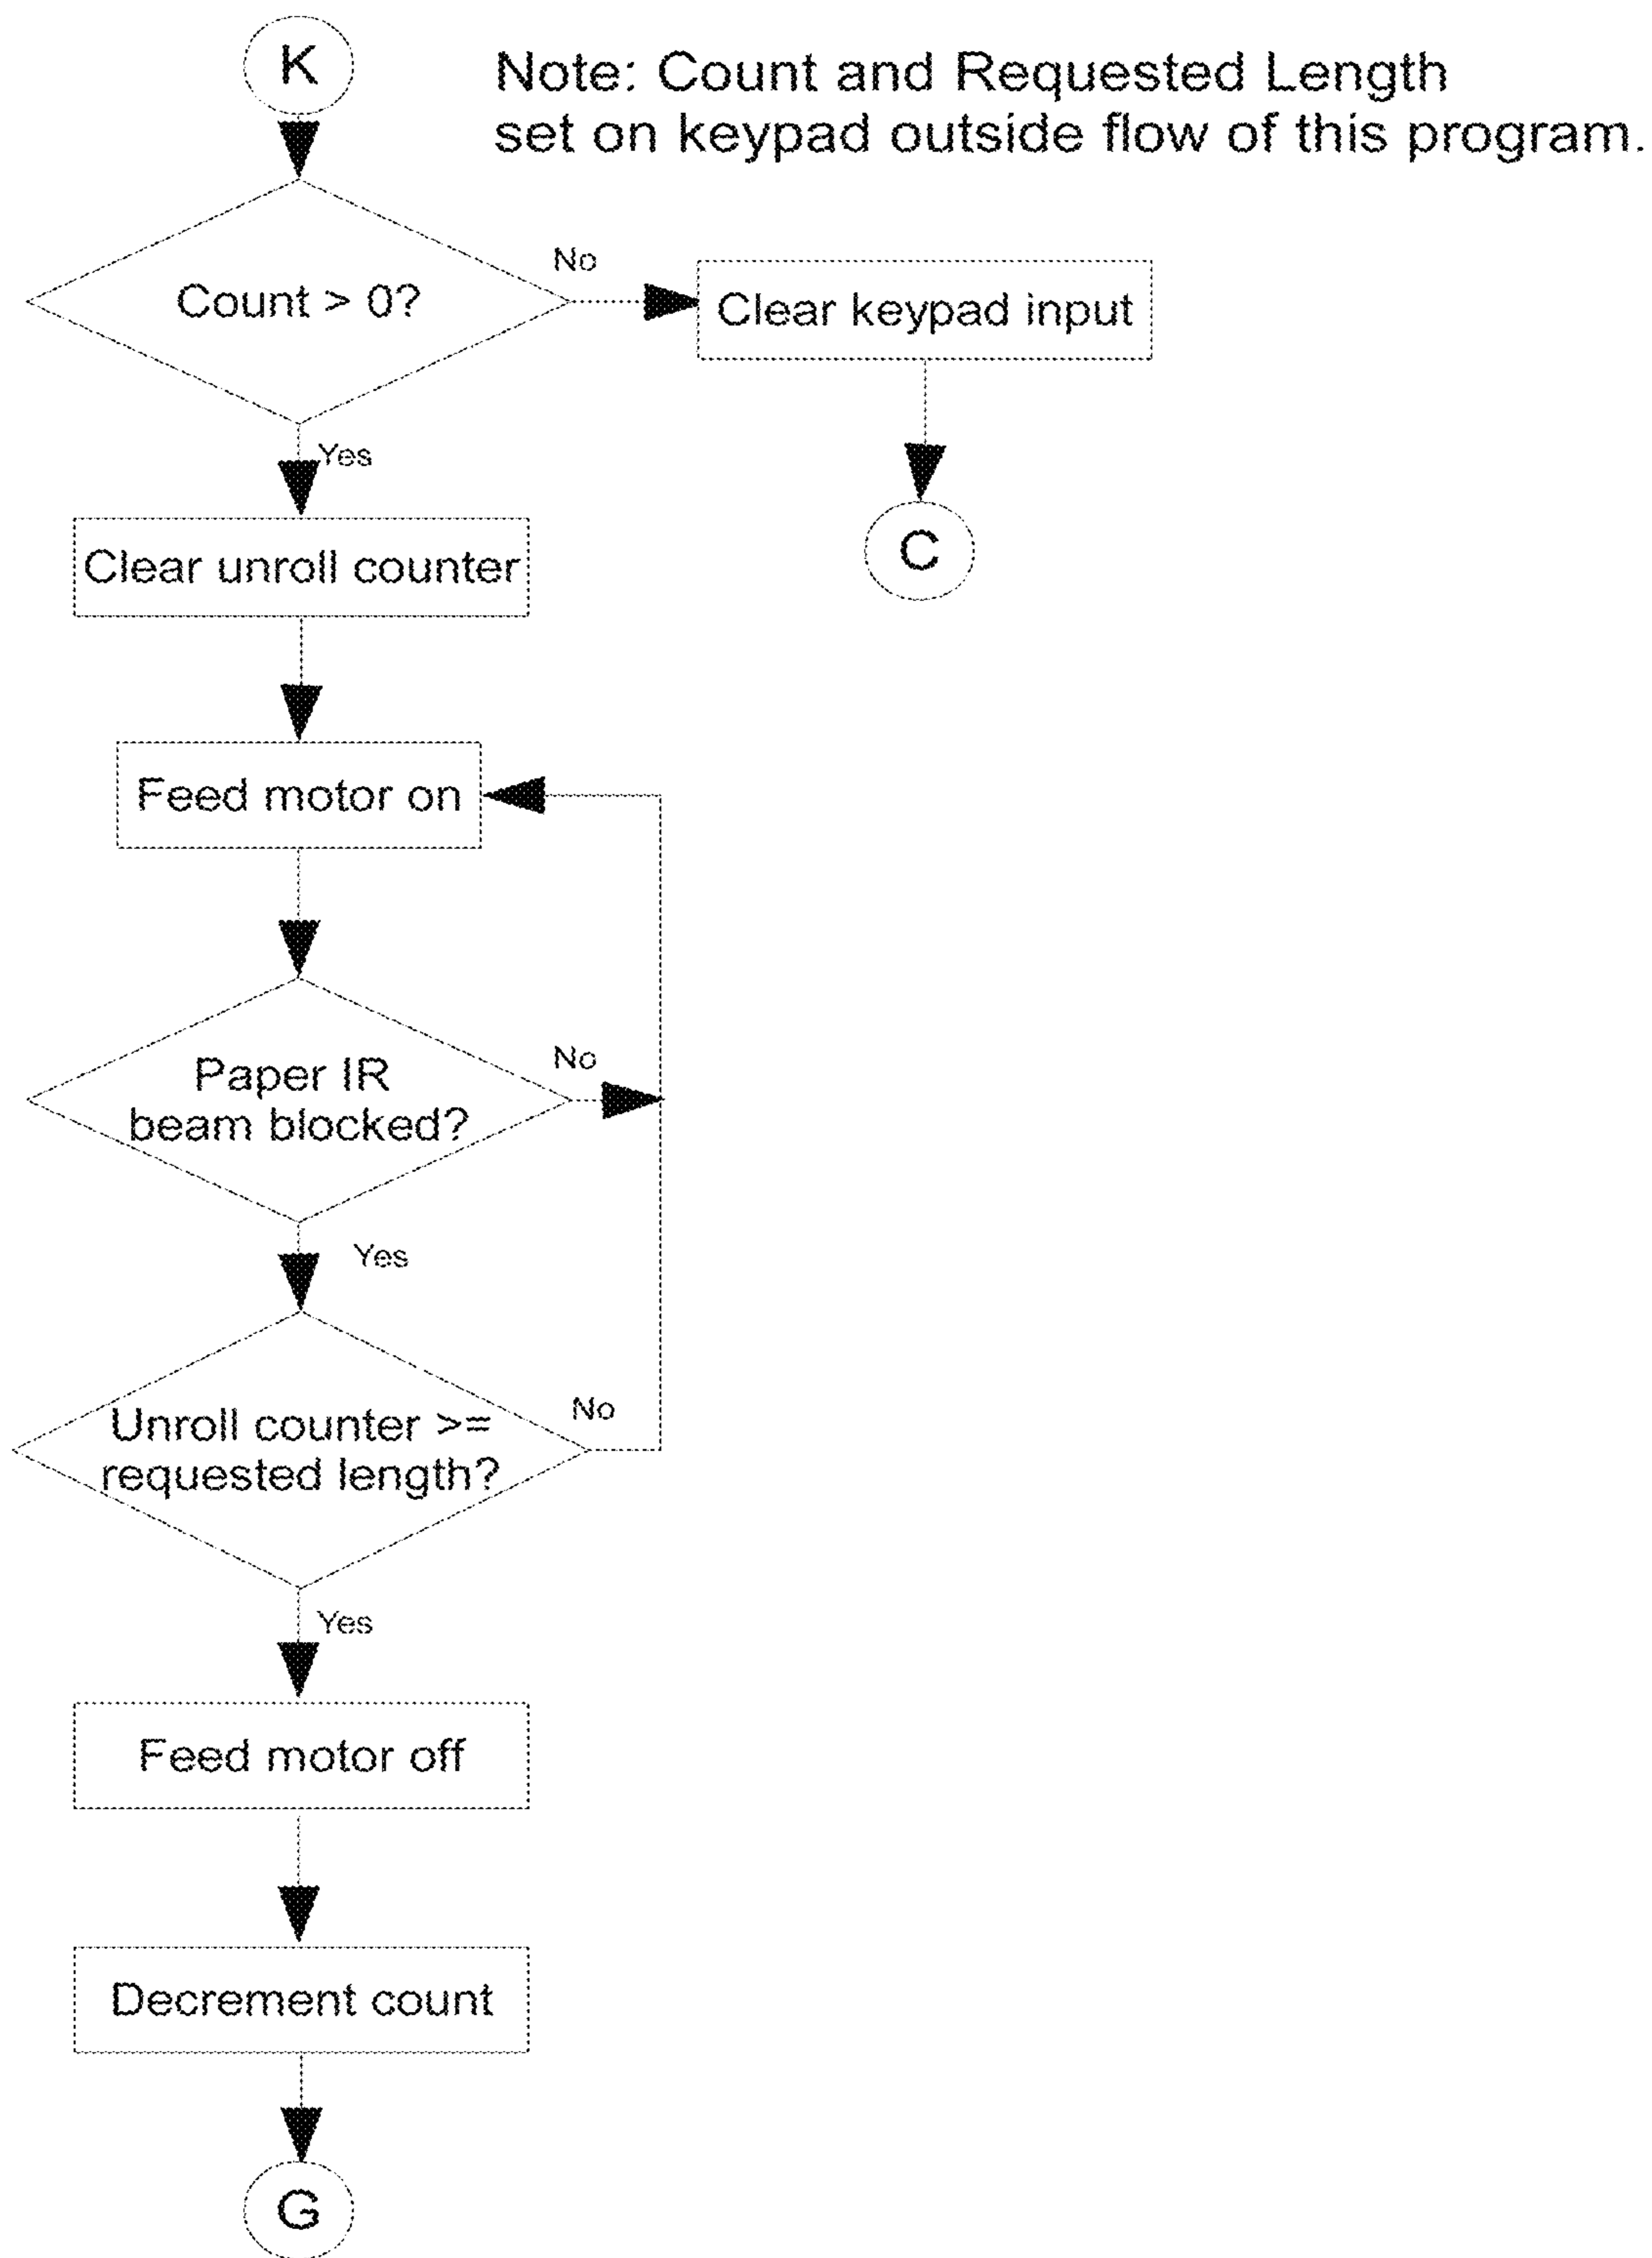 K
Note: Count and Requested Length
set on keypad outside flow of this program.
Count > 0?
No
Clear keypad input
Yes
C
Clear unroll counter
Feed motor on
Paper IR
beam blocked?
No
Yes
Unroll counter >=
requested length?
No
Yes
Feed motor off
Decrement count
G